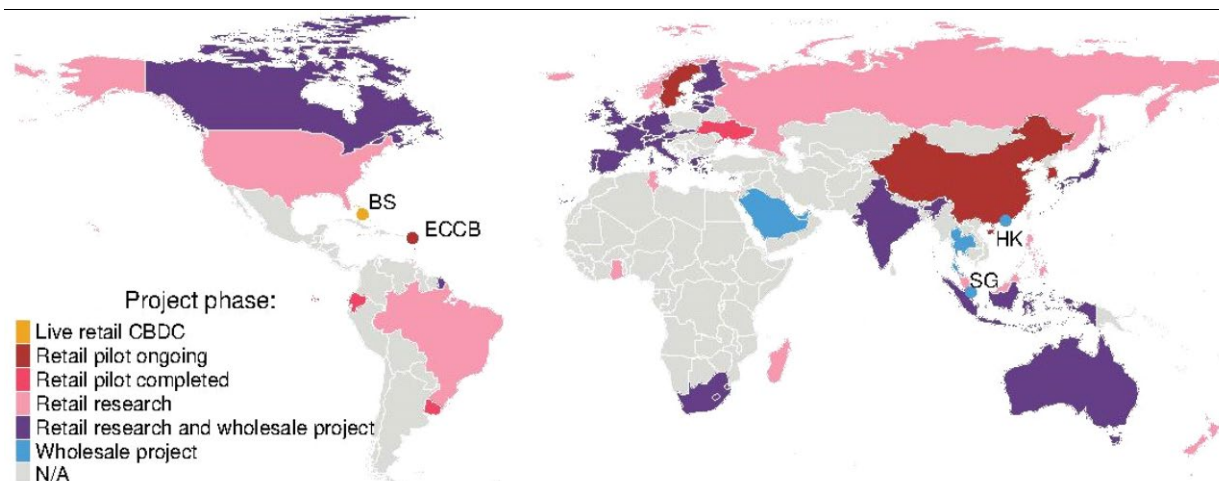 BS
ECCB
HK
SG
Project phase:
Live retail CBDC
Retail pilot ongoing
Retail pilot completed
Retail research
Retail research and wholesale project
Wholesale project
N/A